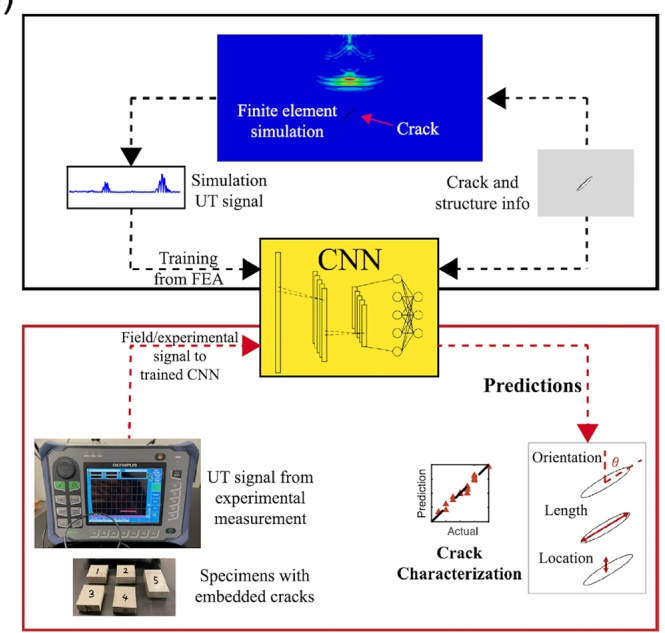 Finite element
simulation
Crack
Simulation
UT signal
Crack and
structure info
Training
from FEA
CNN
Field/experimental
signal to
trained CNN
Predictions
OLYMPUS
UT signal from
experimental
measurement
1 2
3 4 5
Specimens with
embedded cracks
Prediction
Actual
Crack
Characterization
Orientation
θ
Length
Location